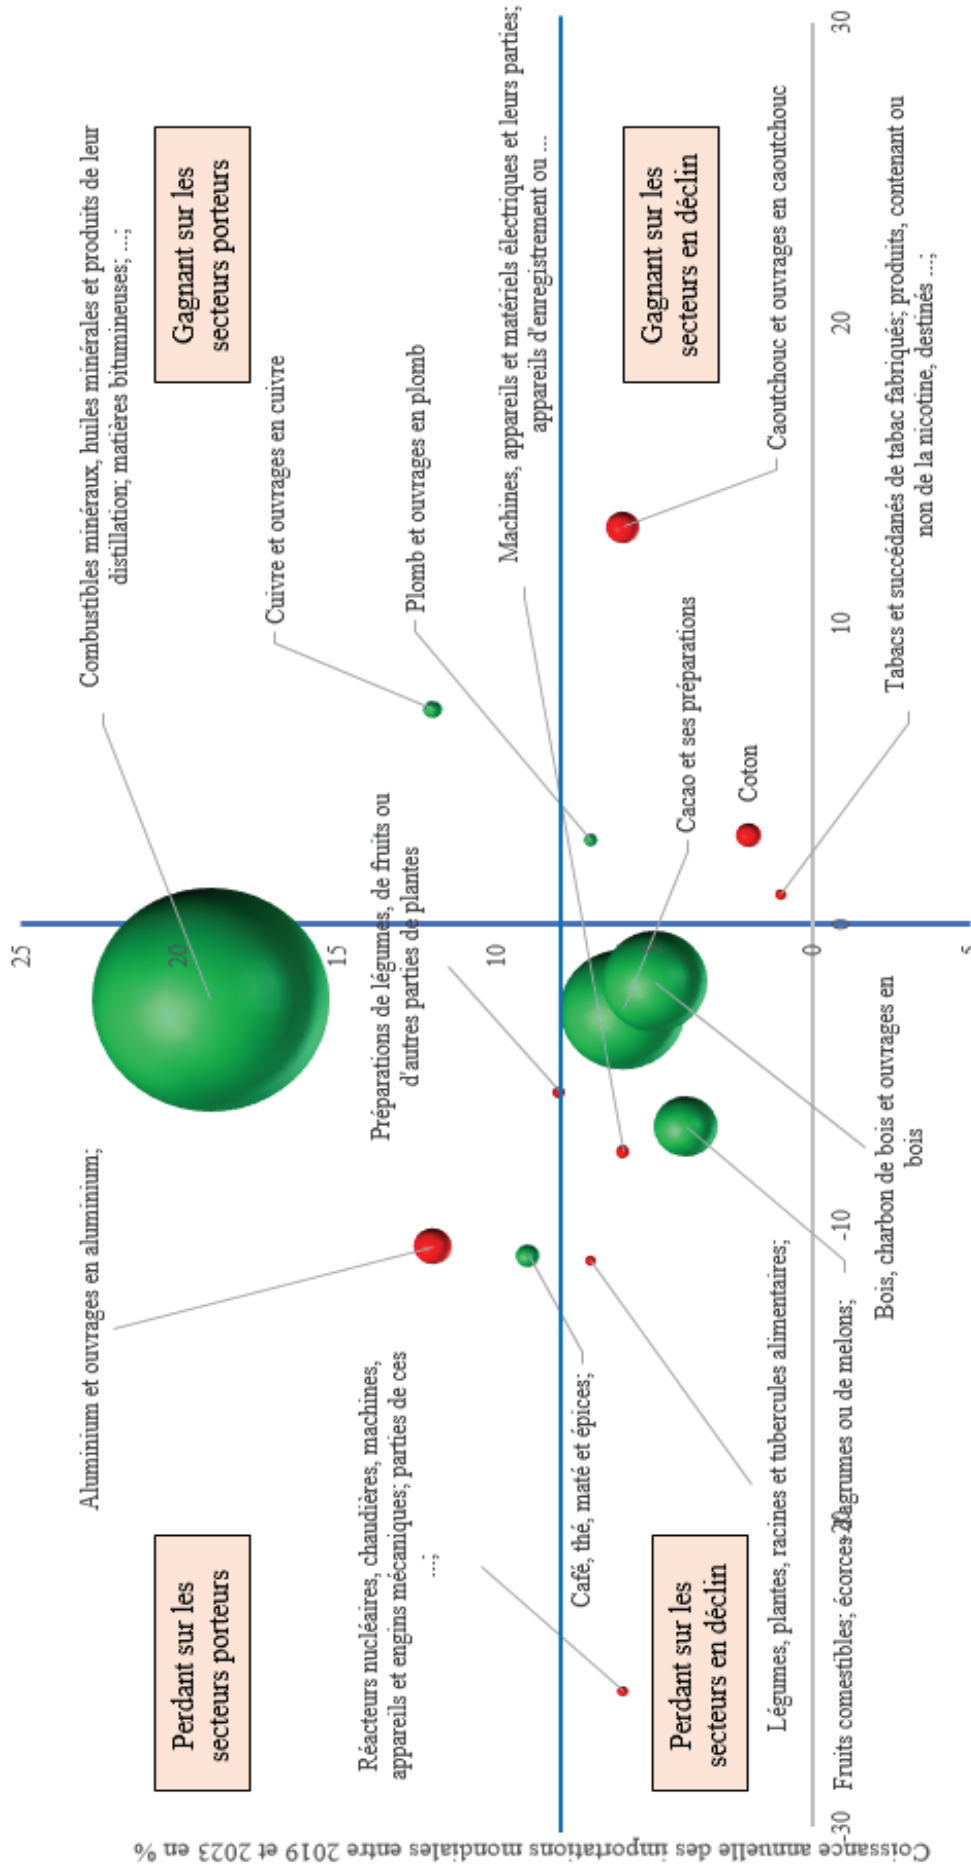 Combustibles minéraux, huiles minérales et produits de leur
distillation; matières bitumineuses; ...;
Gagnant sur les
secteurs porteurs
Cuivre et ouvrages en cuivre
Plomb et ouvrages en plomb
Machines, appareils et matériels électriques et leurs parties;
appareils d'enregistrement ou ...
Gagnant sur les
secteurs en déclin
Caoutchouc et ouvrages en caoutchouc
Tabacs et succédanés de tabac fabriqués; produits, contenant ou
non de la nicotine, destinés ...;
Cacao et ses préparations
Coton
Préparations de légumes, de fruits ou
d'autres parties de plantes
Aluminium et ouvrages en aluminium;
Perdant sur les
secteurs porteurs
Réacteurs nucléaires, chaudières, machines,
appareils et engins mécaniques; parties de ces
...;
Café, thé, maté et épices;
Perdant sur les
secteurs en déclin
Légumes, plantes, racines et tubercules alimentaires;
Fruits comestibles; écorces d'agrumes ou de melons;
Bois, charbon de bois et ouvrages en
bois
25
20
15
10
0
5
-30
-20
-10
0
10
20
30
Coissance annuelle des importations mondiales entre 2019 et 2023 en %